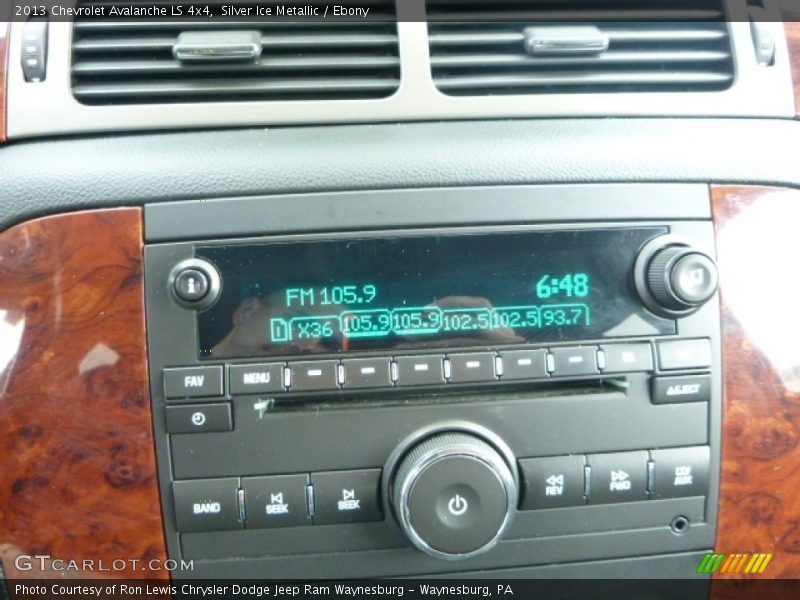 2013 Chevrolet Avalanche LS 4x4, Silver Ice Metallic / Ebony
i
FM 105.9
6:48
1 X36 105.9 105.9 102.5 102.5 93.7
FAV
MENU
EJECT
BAND
SEEK
SEEK
REV
FWD
CD/AUX
GTCARLOT.COM
Photo Courtesy of Ron Lewis Chrysler Dodge Jeep Ram Waynesburg – Waynesburg, PA